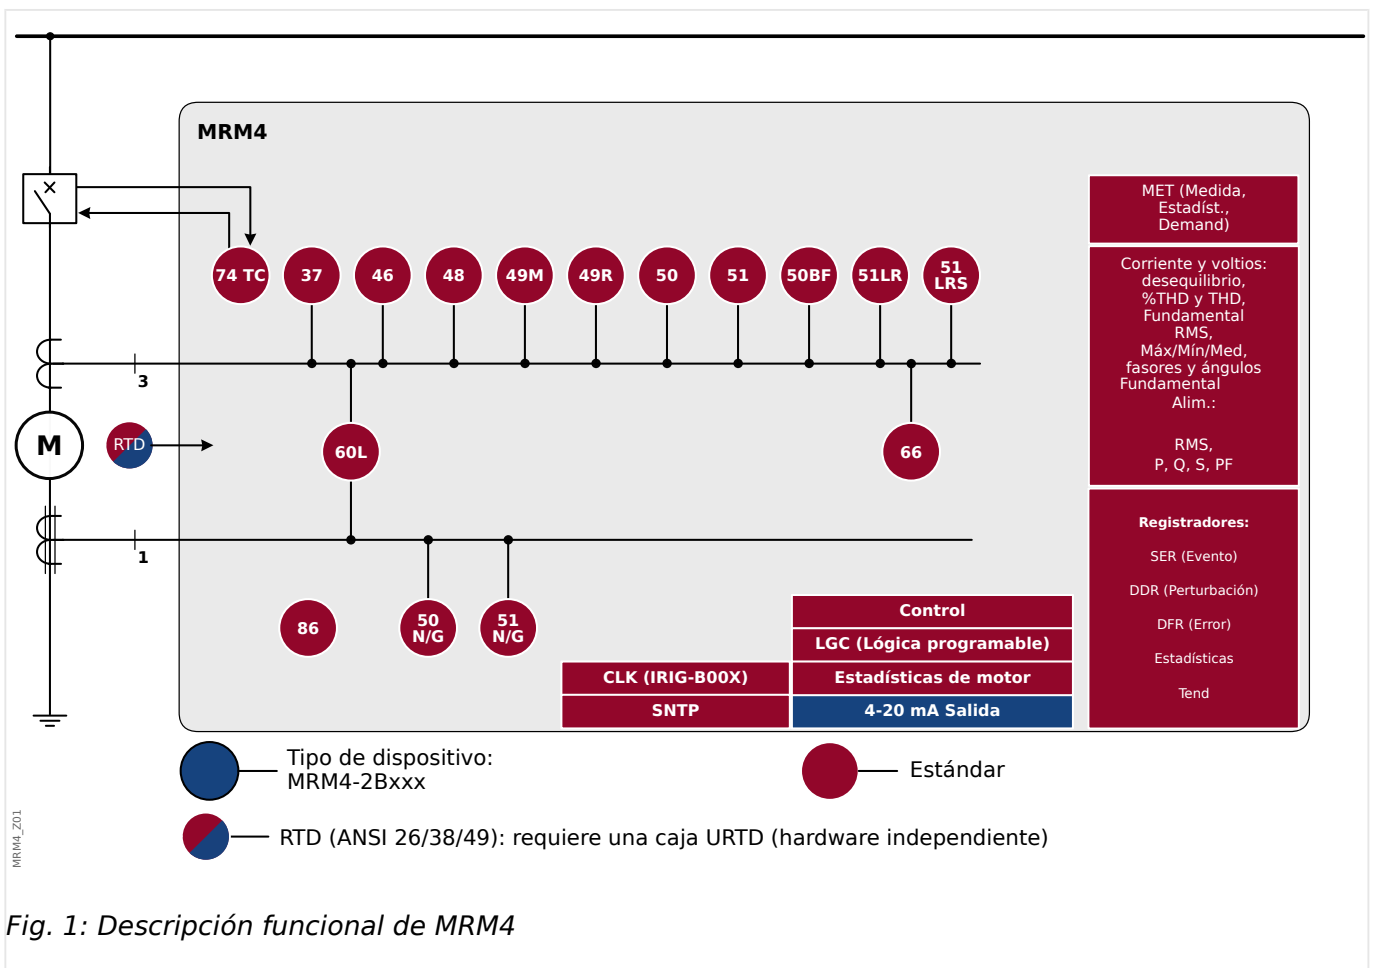 MRM4
MET (Medida,
Estadíst.,
Demand)
74 TC
37
46
48
49M
49R
50
51
50BF
51LR
51
LRS
Corriente y voltios:
desequilibrio,
%THD y THD,
Fundamental
RMS,
Máx/Mín/Med,
fasores y ángulos
Fundamental
Alim.:
RMS,
P, Q, S, PF
3
M
RTD
60L
66
1
Registradores:
SER (Evento)
DDR (Perturbación)
DFR (Error)
Estadísticas
Tend
86
50
N/G
51
N/G
Control
LGC (Lógica programable)
CLK (IRIG-B00X)
Estadísticas de motor
SNTP
4-20 mA Salida
Tipo de dispositivo:
MRM4-2Bxxx
Estándar
RTD (ANSI 26/38/49): requiere una caja URTD (hardware independiente)
MRM4_Z01
Fig. 1: Descripción funcional de MRM4